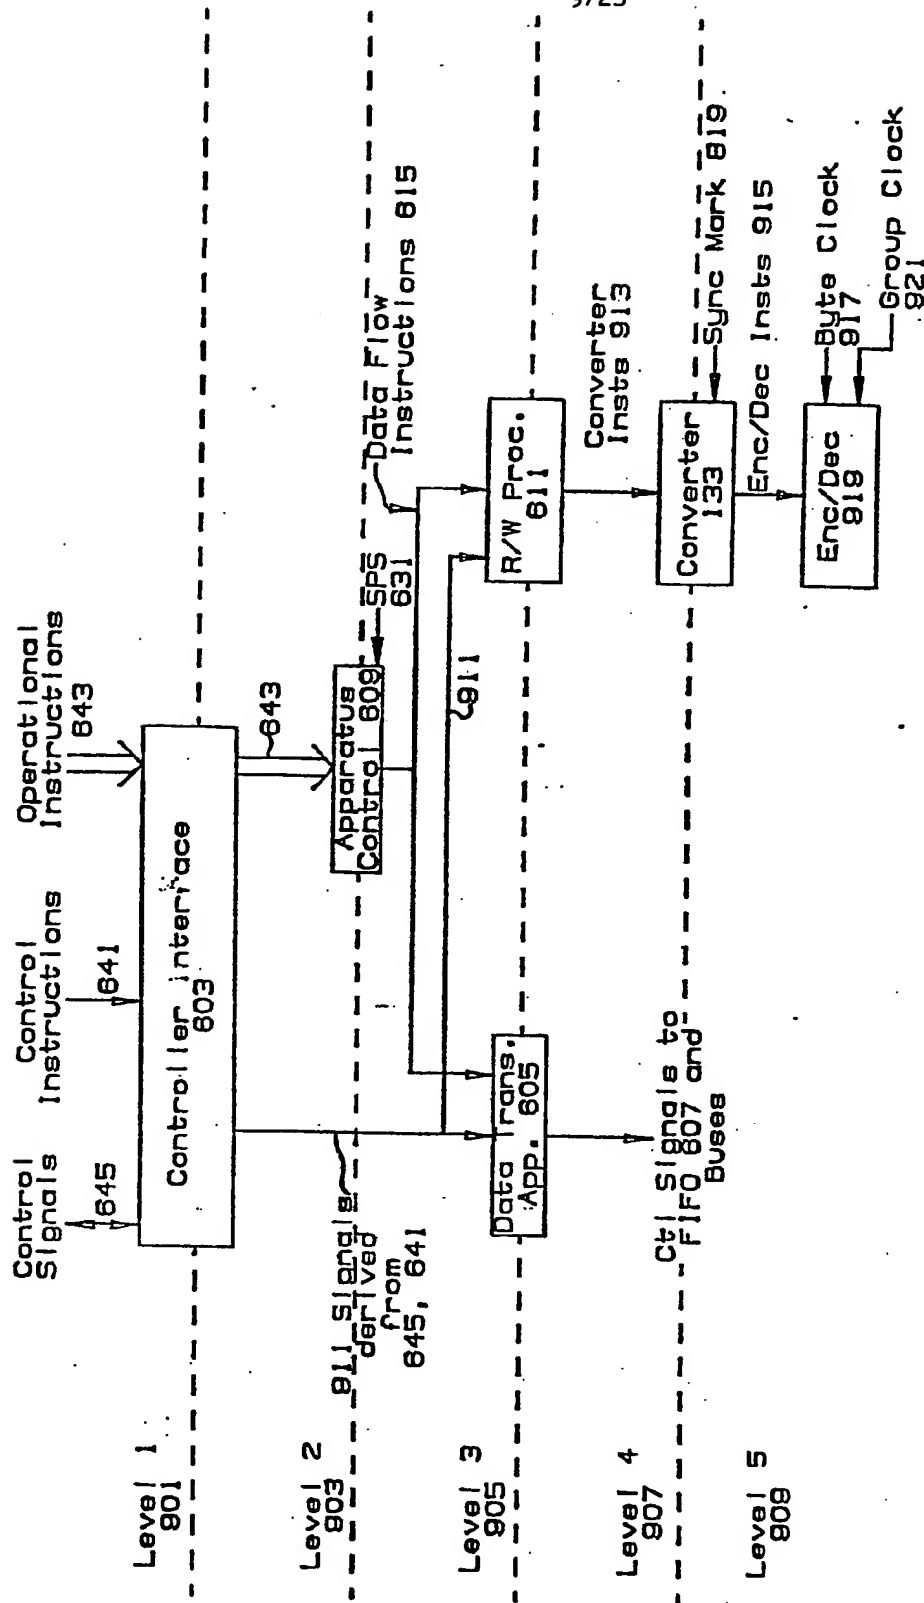 Control
Signals
645
Control
Instructions
641
Operational
Instructions
643
Level 1
901
Controller interface
603
643
Level 2
903
911 Signals
derived
from
645, 641
Apparatus
Control 609
SPS
631
Data Flow
Instructions 615
911
Level 3
905
Data Trans.
App. 605
R/W Proc.
611
Converter
Insts 913
Level 4
907
Ctl Signals to
FIFO 607 and
Buses
Converter
133
Sync Mark 819
Enc/Dec Insts 915
Level 5
909
Enc/Dec
919
Byte Clock
917
Group Clock
921